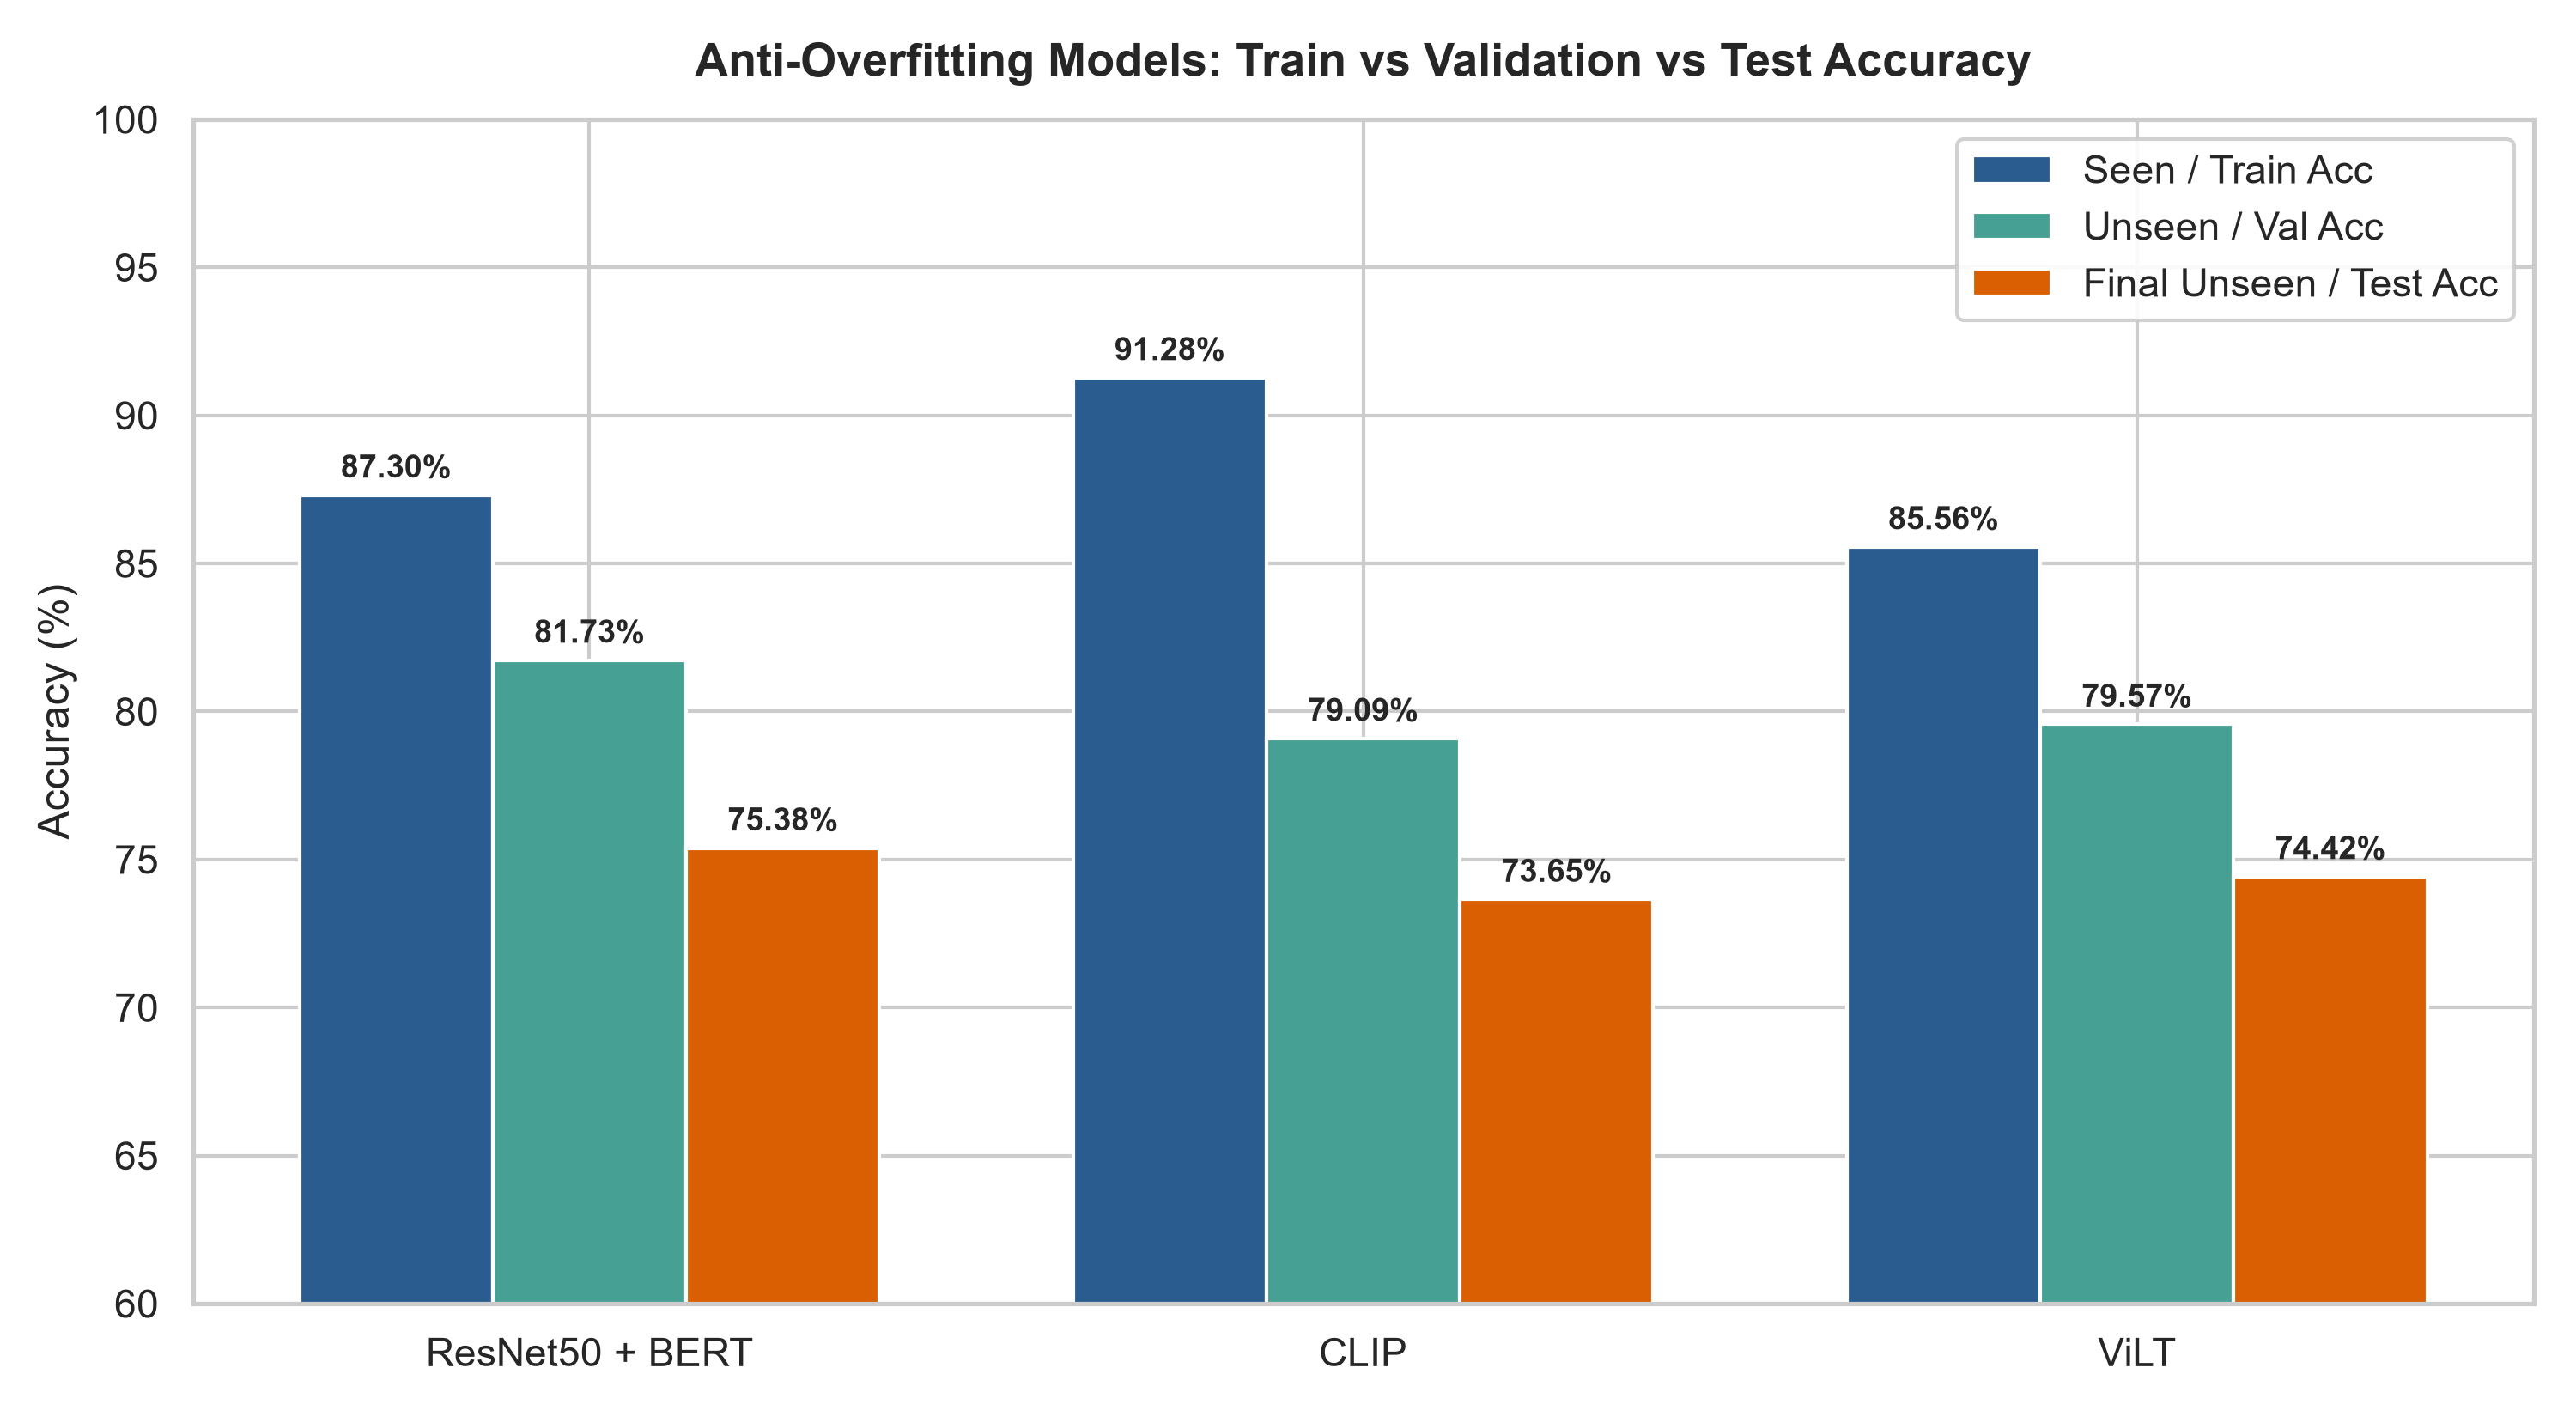 Anti-Overfitting Models: Train vs Validation vs Test Accuracy
100
95
90
85
80
75
70
65
60
Accuracy (%)
Seen / Train Acc
Unseen / Val Acc
Final Unseen / Test Acc
87.30%
81.73%
75.38%
91.28%
79.09%
73.65%
85.56%
79.57%
74.42%
ResNet50 + BERT
CLIP
ViLT